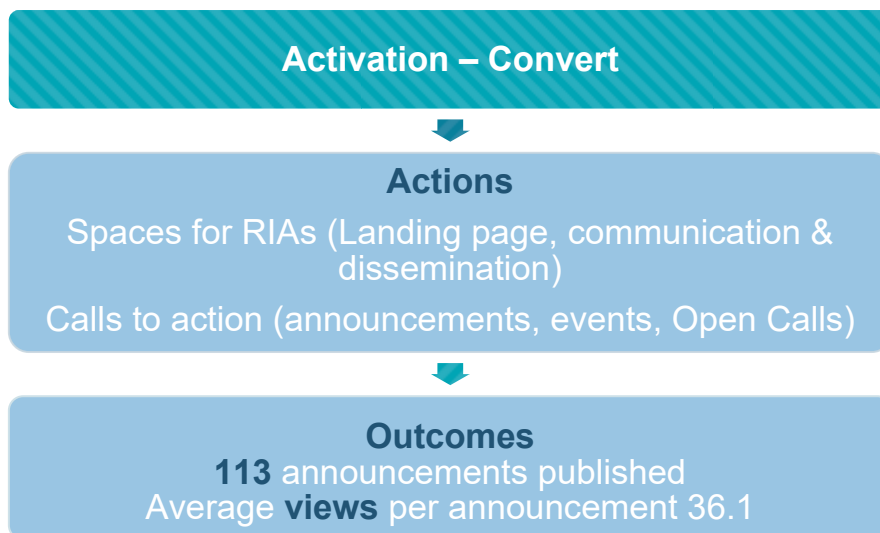 Activation – Convert
Actions
Spaces for RIAs (Landing page, communication &
dissemination)
Calls to action (announcements, events, Open Calls)
Outcomes
113 announcements published
Average views per announcement 36.1